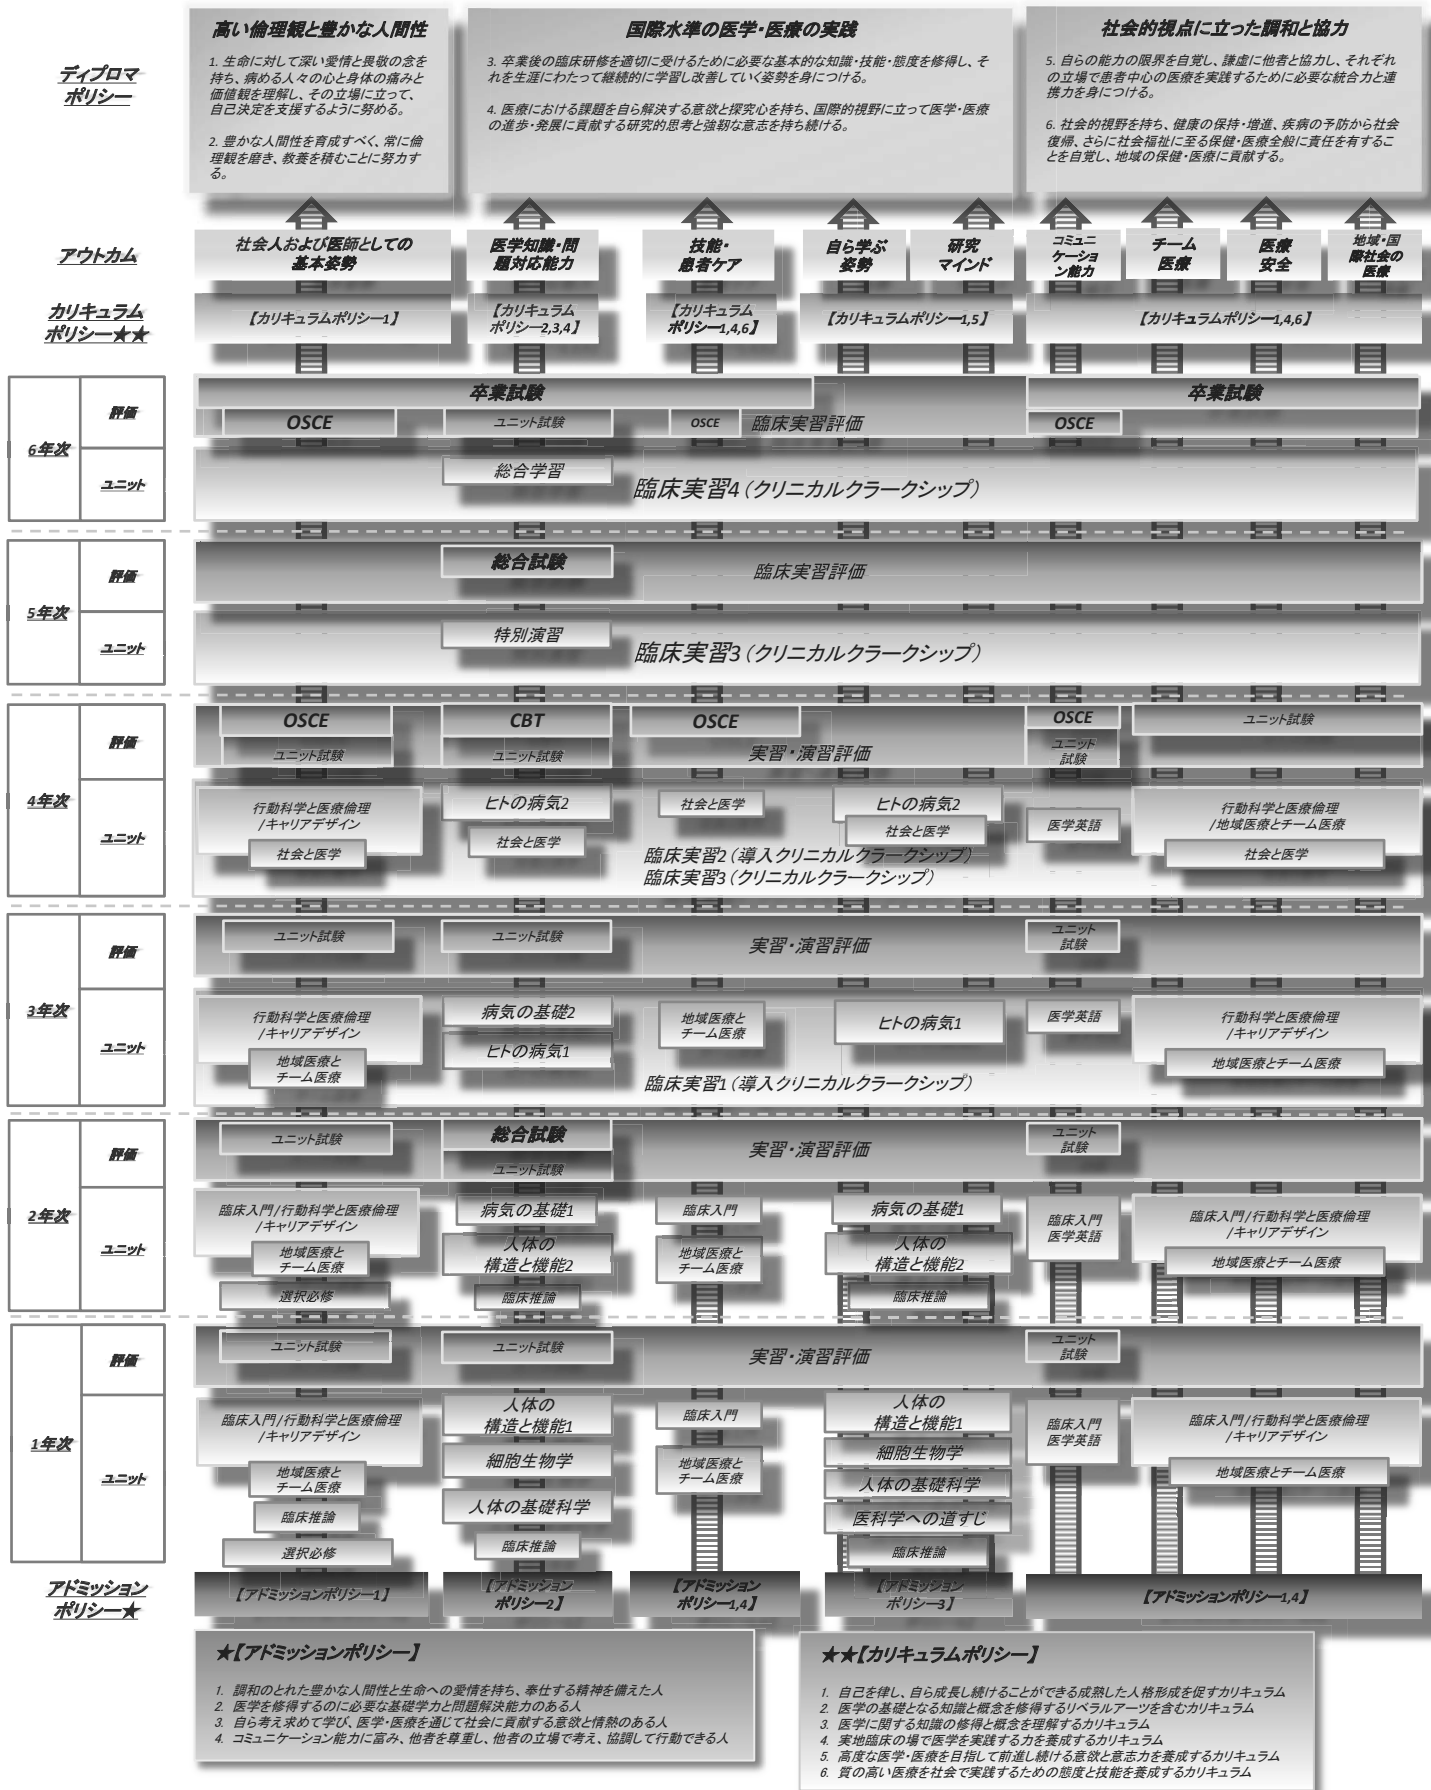 高い倫理観と豊かな人間性
国際水準の医学・医療の実践
社会的視点に立った調和と協力
ディプロマ
ポリシー
1. 生命に対して深い愛情と畏敬の念を
持ち、病める人々の心と身体の痛みと
価値観を理解し、その立場に立って、
自己決定を支援するように努める。
2. 豊かな人間性を育成すべく、常に倫
理観を磨き、教養を積むことに努力す
る。
3. 卒業後の臨床研修を適切に受けるために必要な基本的な知識・技能・態度を修得し、そ
れを生涯にわたって継続的に学習し改善していく姿勢を身につける。
4. 医療における課題を自ら解決する意欲と探究心を持ち、国際的視野に立って医学・医療
の進歩・発展に貢献する研究的思考と強靭な意志を持ち続ける。
5. 自らの能力の限界を自覚し、謙虚に他者と協力し、それぞれ
の立場で患者中心の医療を実践するために必要な統合力と連
携力を身につける。
6. 社会的視野を持ち、健康の保持・増進、疾病の予防から社会
復帰、さらに社会福祉に至る保健・医療全般に責任を有するこ
とを自覚し、地域の保健・医療に貢献する。
アウトカム
社会人および医師としての
基本姿勢
医学知識・問
題対応能力
技能・
患者ケア
自ら学ぶ
姿勢
研究
マインド
コミュニ
ケーショ
ン能力
チーム
医療
医療
安全
地域・国
際社会の
医療
カリキュラム
ポリシー★★
【カリキュラムポリシー1】
【カリキュラム
ポリシー2,3,4】
【カリキュラム
ポリシー1,4,6】
【カリキュラムポリシー1,5】
【カリキュラムポリシー1,4,6】
6年次
評価
卒業試験
卒業試験
OSCE
ユニット試験
OSCE
臨床実習評価
OSCE
ユニット
総合学習
臨床実習4（クリニカルクラークシップ）
5年次
評価
総合試験
臨床実習評価
ユニット
特別演習
臨床実習3（クリニカルクラークシップ）
4年次
評価
OSCE
CBT
OSCE
OSCE
ユニット試験
ユニット試験
ユニット試験
実習・演習評価
ユニット
試験
ユニット
行動科学と医療倫理
/キャリアデザイン
社会と医学
ヒトの病気2
社会と医学
社会と医学
ヒトの病気2
社会と医学
医学英語
行動科学と医療倫理
/地域医療とチーム医療
社会と医学
臨床実習2（導入クリニカルクラークシップ）
臨床実習3（クリニカルクラークシップ）
3年次
評価
ユニット試験
ユニット試験
実習・演習評価
ユニット
試験
ユニット
行動科学と医療倫理
/キャリアデザイン
地域医療と
チーム医療
病気の基礎2
ヒトの病気1
地域医療と
チーム医療
ヒトの病気1
医学英語
行動科学と医療倫理
/キャリアデザイン
地域医療とチーム医療
臨床実習1（導入クリニカルクラークシップ）
2年次
評価
ユニット試験
総合試験
ユニット試験
実習・演習評価
ユニット
試験
ユニット
臨床入門/行動科学と医療倫理
/キャリアデザイン
地域医療と
チーム医療
選択必修
病気の基礎1
人体の
構造と機能2
臨床推論
臨床入門
地域医療と
チーム医療
病気の基礎1
人体の
構造と機能2
臨床推論
臨床入門
医学英語
臨床入門/行動科学と医療倫理
/キャリアデザイン
地域医療とチーム医療
1年次
評価
ユニット試験
ユニット試験
実習・演習評価
ユニット
試験
ユニット
臨床入門/行動科学と医療倫理
/キャリアデザイン
地域医療と
チーム医療
臨床推論
選択必修
人体の
構造と機能1
細胞生物学
人体の基礎科学
臨床推論
臨床入門
地域医療と
チーム医療
人体の
構造と機能1
細胞生物学
人体の基礎科学
医科学への道すじ
臨床推論
臨床入門
医学英語
臨床入門/行動科学と医療倫理
/キャリアデザイン
地域医療とチーム医療
アドミッション
ポリシー★
【アドミッションポリシー1】
【アドミッション
ポリシー2】
【アドミッション
ポリシー1,4】
【アドミッション
ポリシー3】
【アドミッションポリシー1,4】
★【アドミッションポリシー】
1. 調和のとれた豊かな人間性と生命への愛情を持ち、奉仕する精神を備えた人
2. 医学を修得するのに必要な基礎学力と問題解決能力のある人
3. 自ら考え求めて学び、医学・医療を通じて社会に貢献する意欲と情熱のある人
4. コミュニケーション能力に富み、他者を尊重し、他者の立場で考え、協調して行動できる人
★★【カリキュラムポリシー】
1. 自己を律し、自ら成長し続けることができる成熟した人格形成を促すカリキュラム
2. 医学の基礎となる知識と概念を修得するリベラルアーツを含むカリキュラム
3. 医学に関する知識の修得と概念を理解するカリキュラム
4. 実地臨床の場で医学を実践する力を養成するカリキュラム
5. 高度な医学・医療を目指して前進し続ける意欲と意志力を養成するカリキュラム
6. 質の高い医療を社会で実践するための態度と技能を養成するカリキュラム